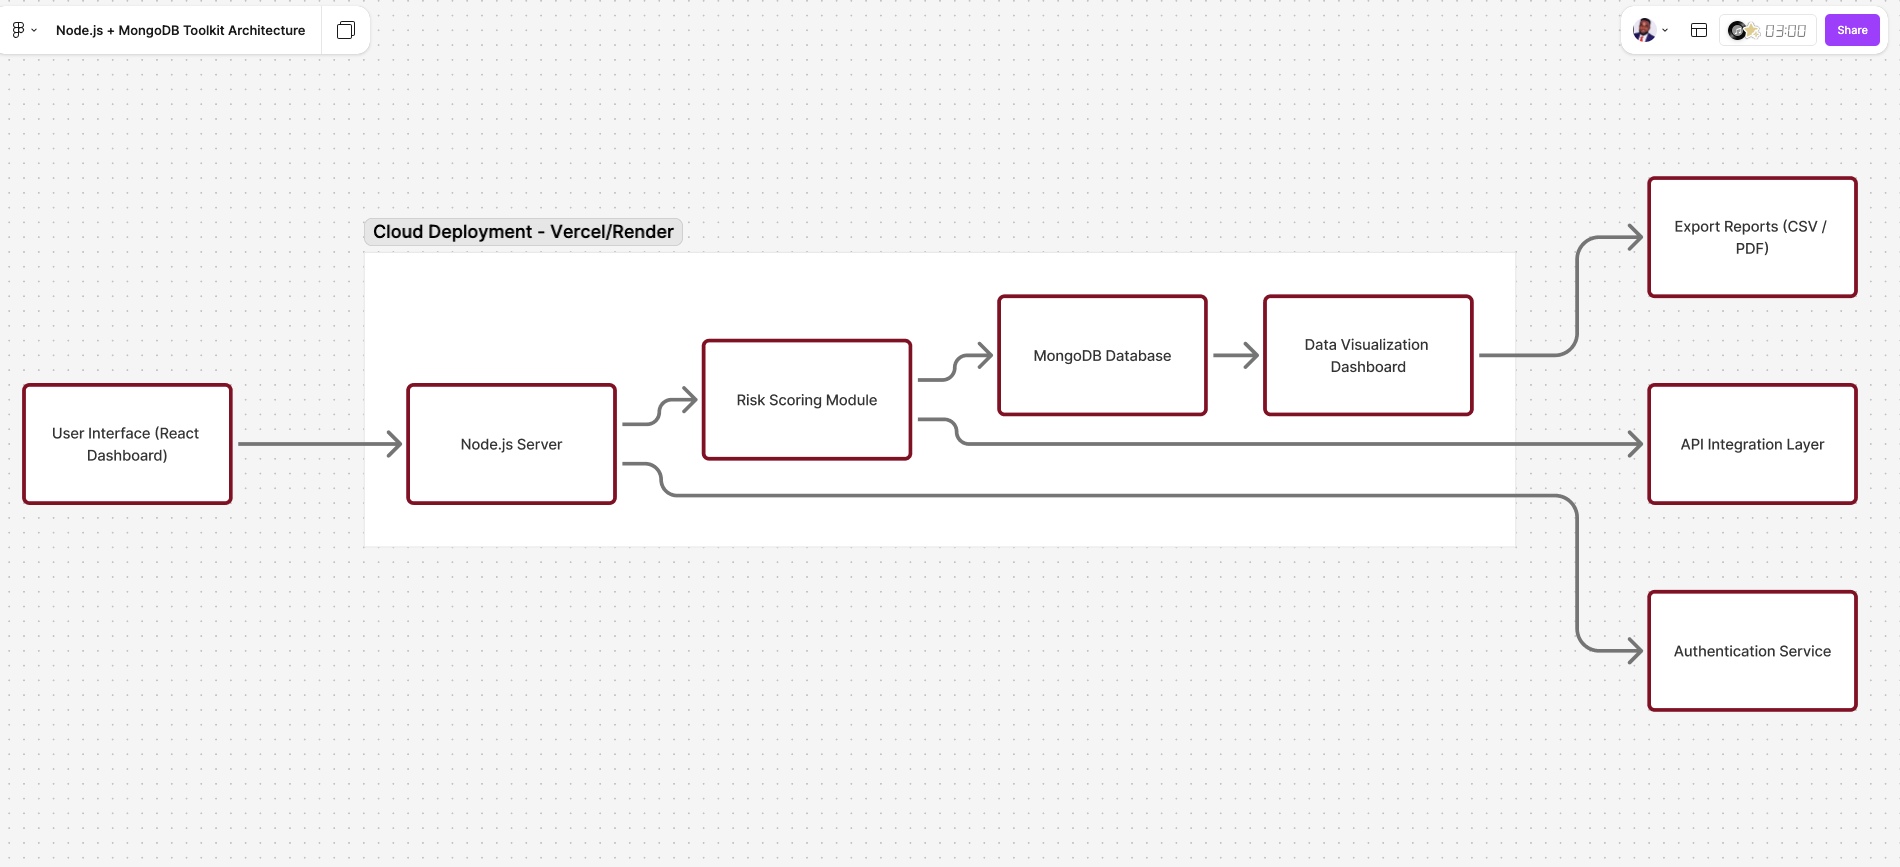 Node.js + MongoDB Toolkit Architecture
03:00
Share
Cloud Deployment - Vercel/Render
Export Reports (CSV /
PDF)
MongoDB Database
Data Visualization
Dashboard
Risk Scoring Module
User Interface (React
Dashboard)
Node.js Server
API Integration Layer
Authentication Service